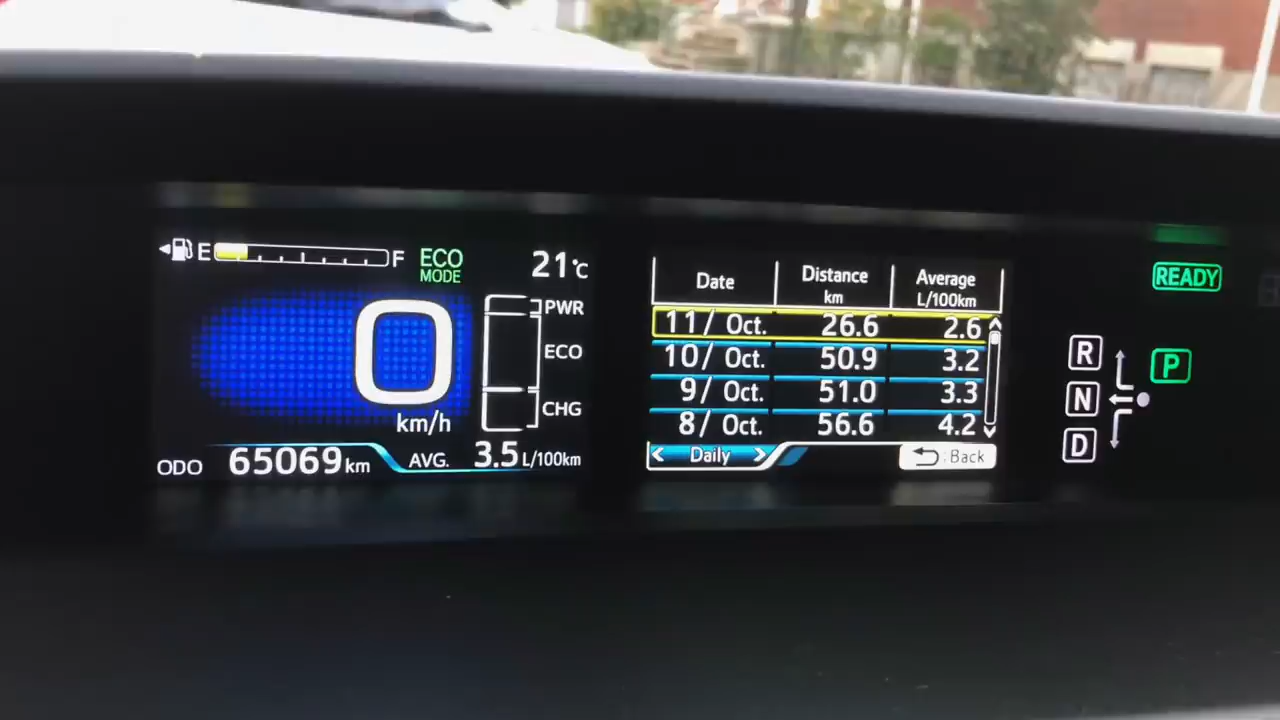 E F ECO
MODE
21°C
PWR
0
ECO
CHG
km/h
ODO 65069 km AVG. 3.5 L/100km
Date Distance Average
km L/100km
11/ Oct. 26.6 2.6
10/ Oct. 50.9 3.2
9/ Oct. 51.0 3.3
8/ Oct. 56.6 4.2
< Daily > :Back
READY
R
P
N
D